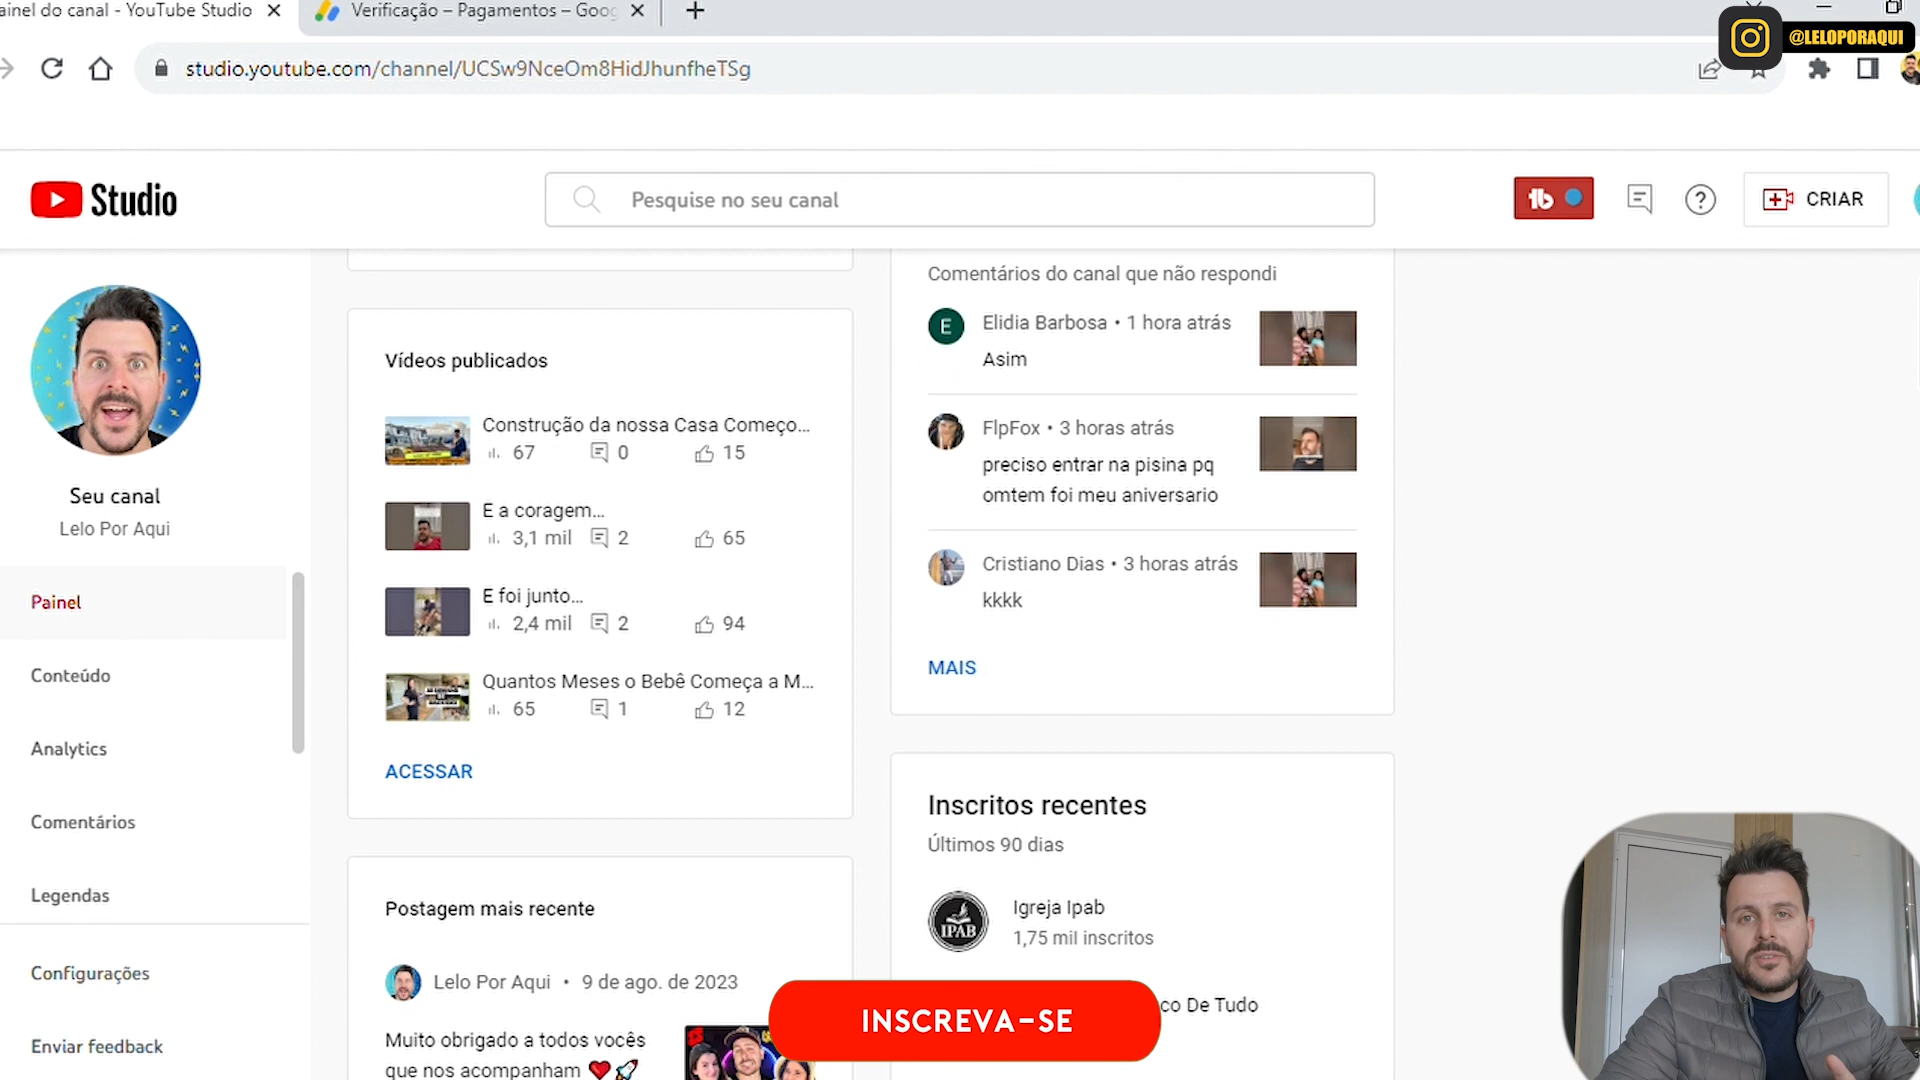 ainel do canal - YouTube Studio
Verificação – Pagamentos – Goog
@LELOPORAQUI
studio.youtube.com/channel/UCSw9NceOm8HidJhunfheTSg
Studio
Pesquise no seu canal
CRIAR
Seu canal
Lelo Por Aqui
Painel
Conteúdo
Analytics
Comentários
Legendas
Configurações
Enviar feedback
Vídeos publicados
Construção da nossa Casa Começo...
67 0 15
E a coragem...
3,1 mil 2 65
E foi junto...
2,4 mil 2 94
Quantos Meses o Bebê Começa a M...
65 1 12
ACESSAR
Postagem mais recente
Lelo Por Aqui • 9 de ago. de 2023
Muito obrigado a todos vocês
que nos acompanham
Comentários do canal que não respondi
E
Elidia Barbosa • 1 hora atrás
Asim
FlpFox • 3 horas atrás
preciso entrar na pisina pq
omtem foi meu aniversario
Cristiano Dias • 3 horas atrás
kkkk
MAIS
Inscritos recentes
Últimos 90 dias
IPAB
Igreja Ipab
1,75 mil inscritos
co De Tudo
INSCREVA-SE